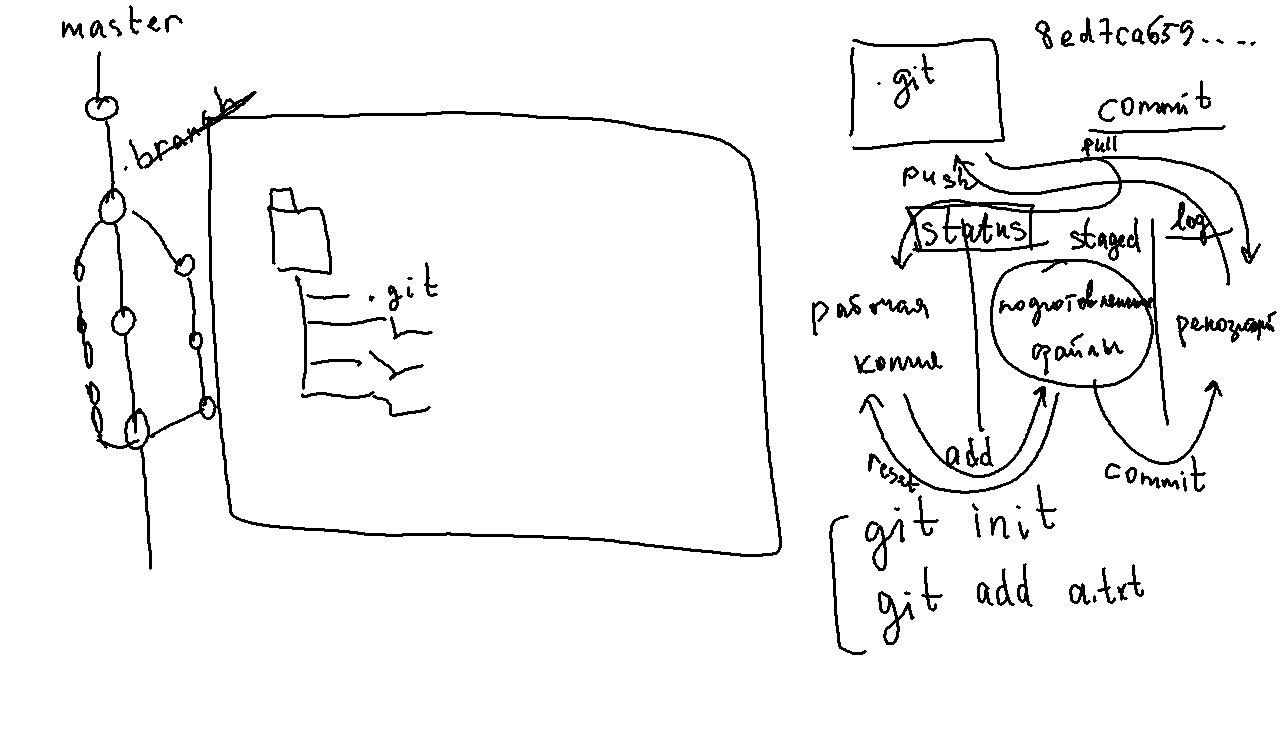 master
.branch
.git
.git
8ed7ca659.....
commit
pull
push
status
staged
log
рабочая
копие
подготовленные
файлы
репозиторий
add
reset
commit
git init
git add a.txt